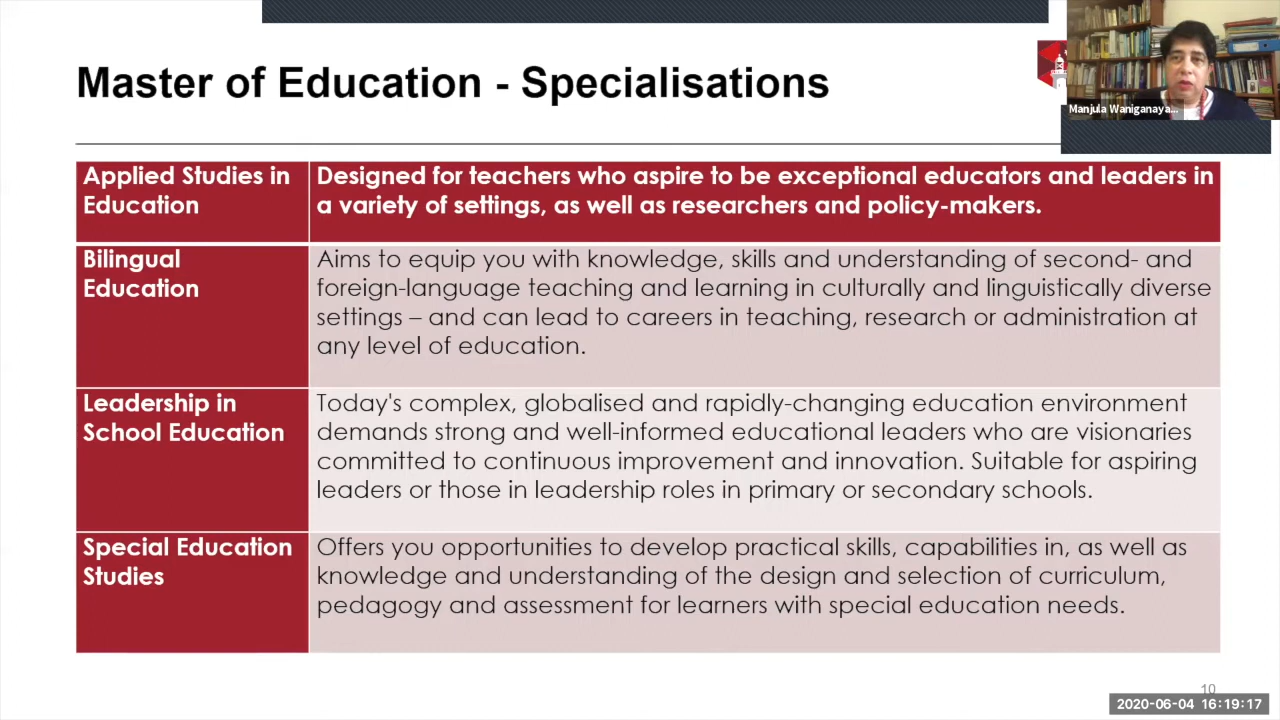 Master of Education - Specialisations
Manjula Waniganaya...
Applied Studies in
Education
Designed for teachers who aspire to be exceptional educators and leaders in
a variety of settings, as well as researchers and policy-makers.
Bilingual
Education
Aims to equip you with knowledge, skills and understanding of second- and
foreign-language teaching and learning in culturally and linguistically diverse
settings – and can lead to careers in teaching, research or administration at
any level of education.
Leadership in
School Education
Today's complex, globalised and rapidly-changing education environment
demands strong and well-informed educational leaders who are visionaries
committed to continuous improvement and innovation. Suitable for aspiring
leaders or those in leadership roles in primary or secondary schools.
Special Education
Studies
Offers you opportunities to develop practical skills, capabilities in, as well as
knowledge and understanding of the design and selection of curriculum,
pedagogy and assessment for learners with special education needs.
10
2020-06-04 16:19:17